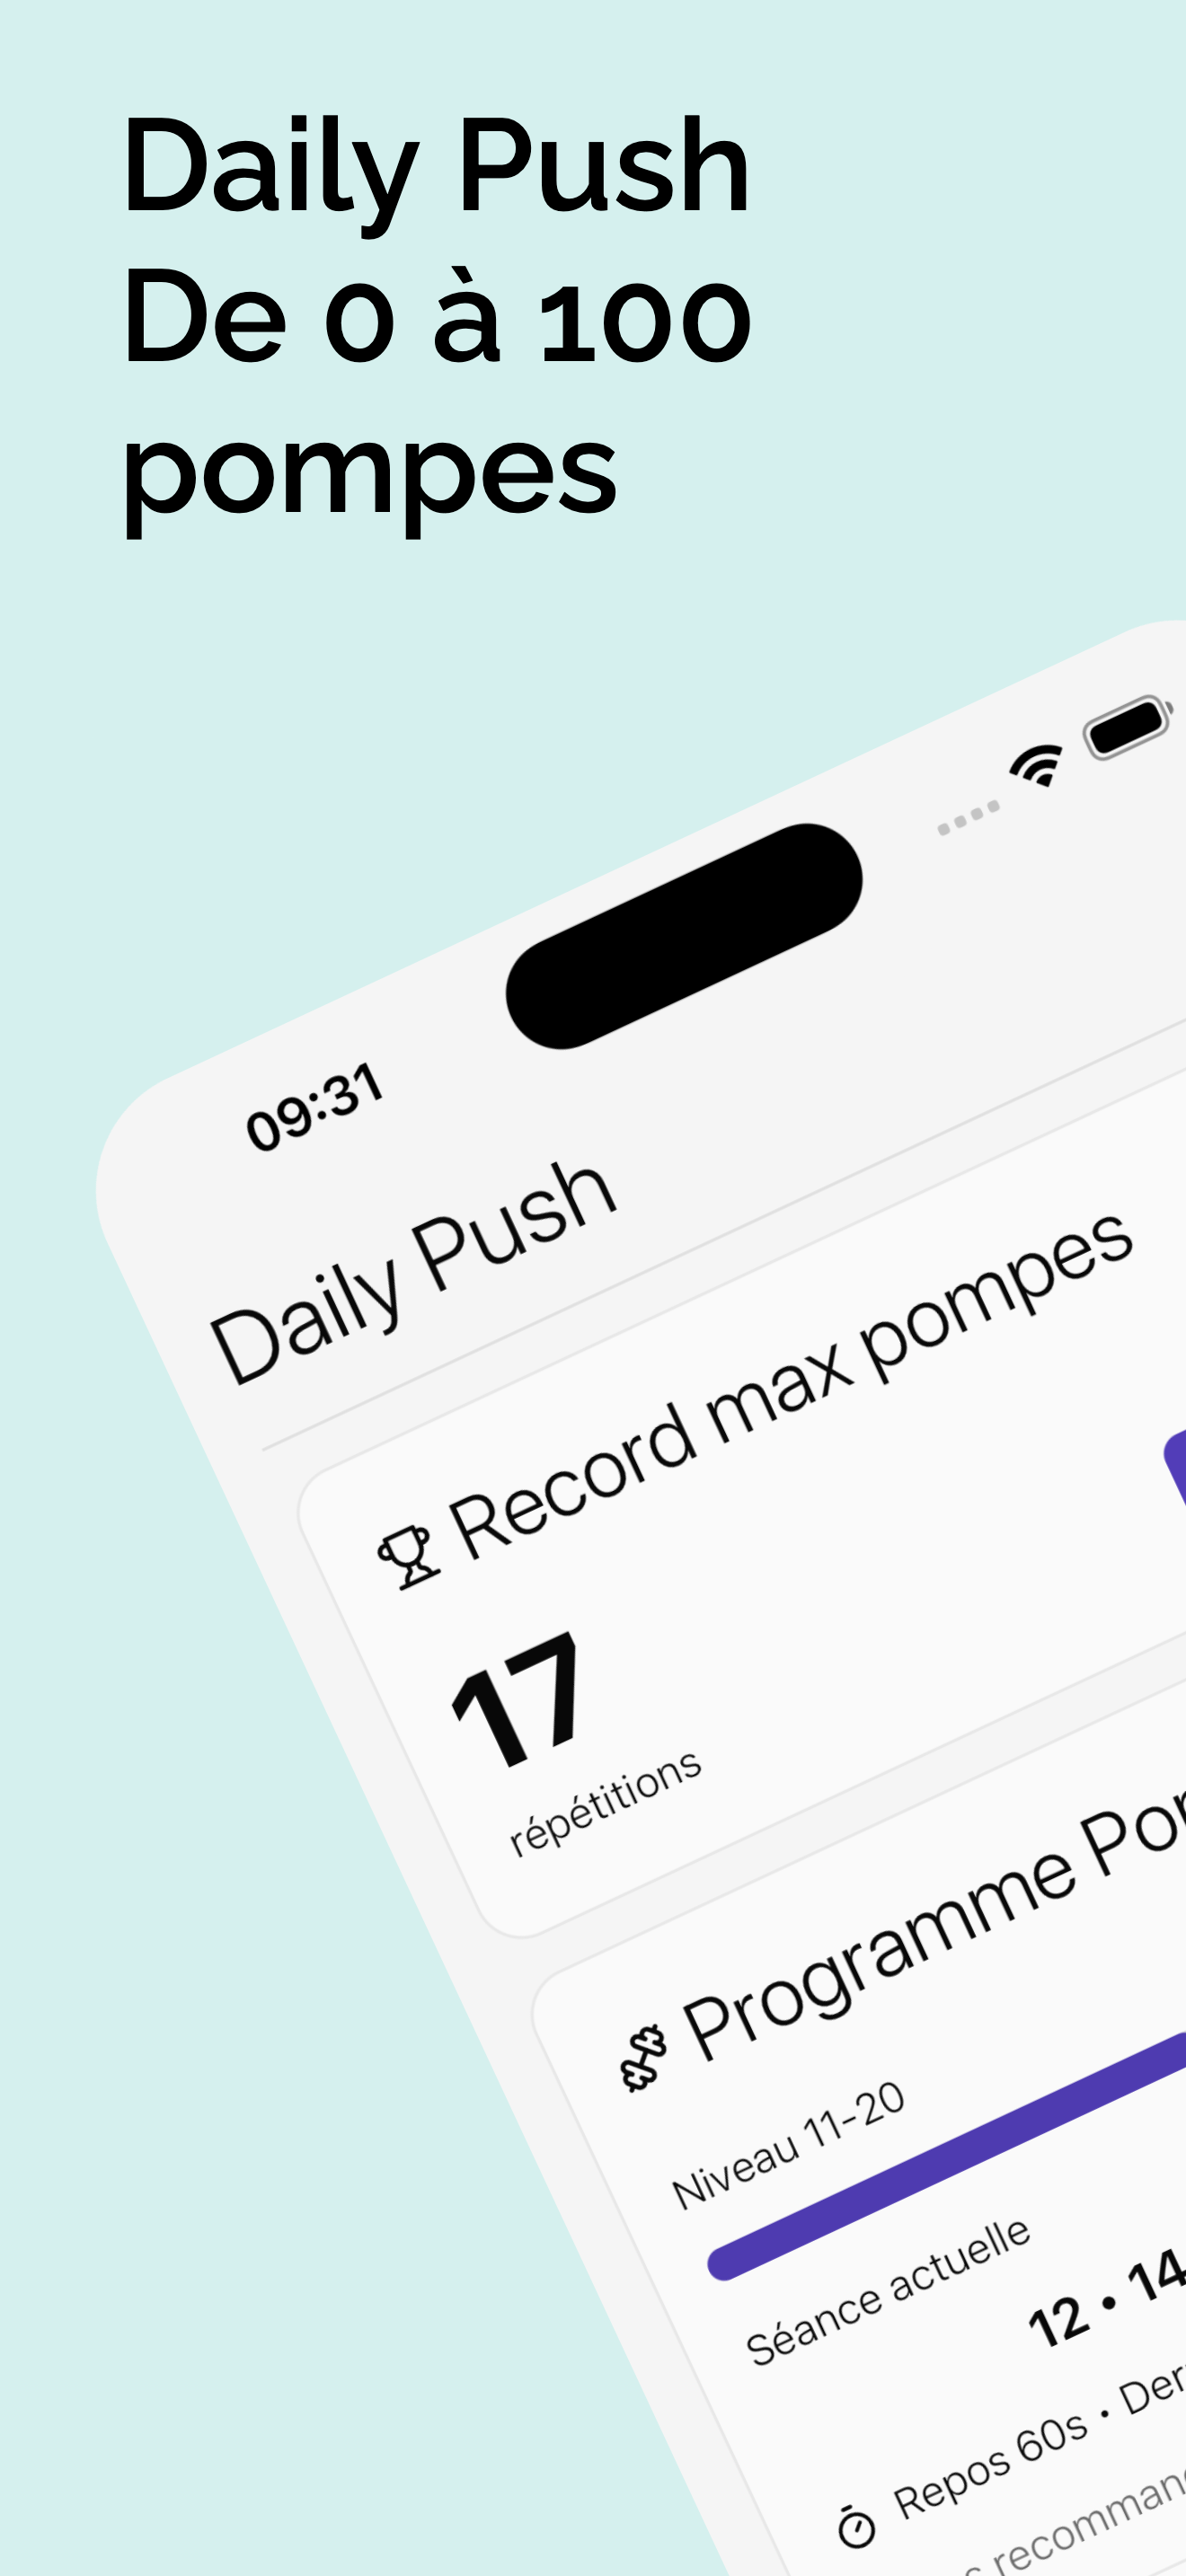 Daily Push
De 0 à 100
pompes
09:31
Daily Push
Record max pompes
17
répétitions
Programme
Niveau 11-20
Séance actuelle
12 • 14
Repos 60s •